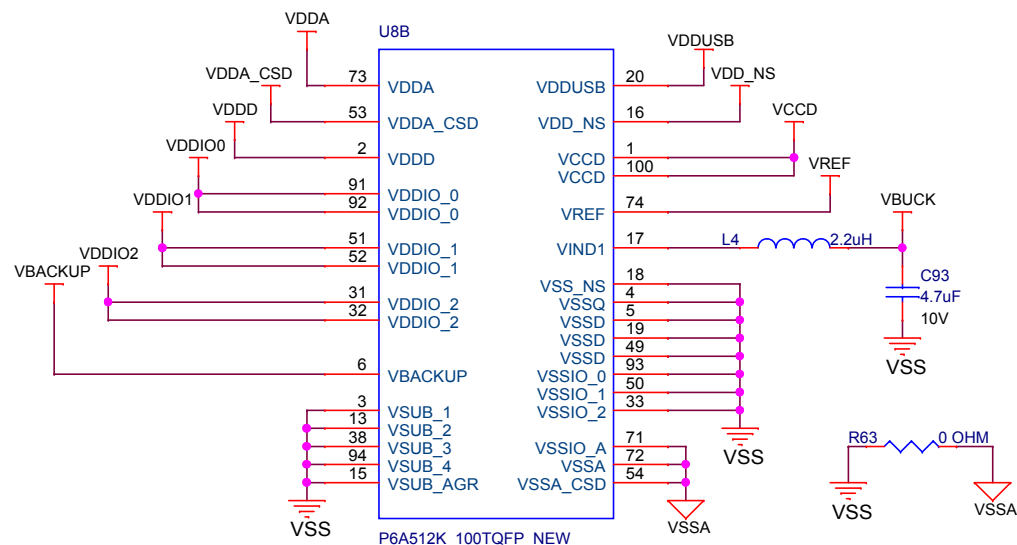 VDDA
U8B
VDDUSB
VDDA_CSD
VDD_NS
VDDD
VCCD
VDDIO0
VREF
VDDIO1
VBUCK
VDDIO2
VBACKUP
73 VDDA
53 VDDA_CSD
2 VDDD
91 VDDIO_0
92 VDDIO_0
51 VDDIO_1
52 VDDIO_1
31 VDDIO_2
32 VDDIO_2
6 VBACKUP
3 VSUB_1
13 VSUB_2
38 VSUB_3
94 VSUB_4
15 VSUB_AGR
VSS
VDDUSB 20
VDD_NS 16
VCCD 1
VCCD 100
VREF 74
VIND1 17
L4 2.2uH
C93
4.7uF
10V
VSS
VSS_NS 18
VSSQ 4
VSSD 5
VSSD 19
VSSD 49
VSSIO_0 93
VSSIO_1 50
VSSIO_2 33
VSS
VSSIO_A 71
VSSA 72
VSSA_CSD 54
VSSA
R63 0 OHM
VSS
VSSA
P6A512K_100TQFP_NEW